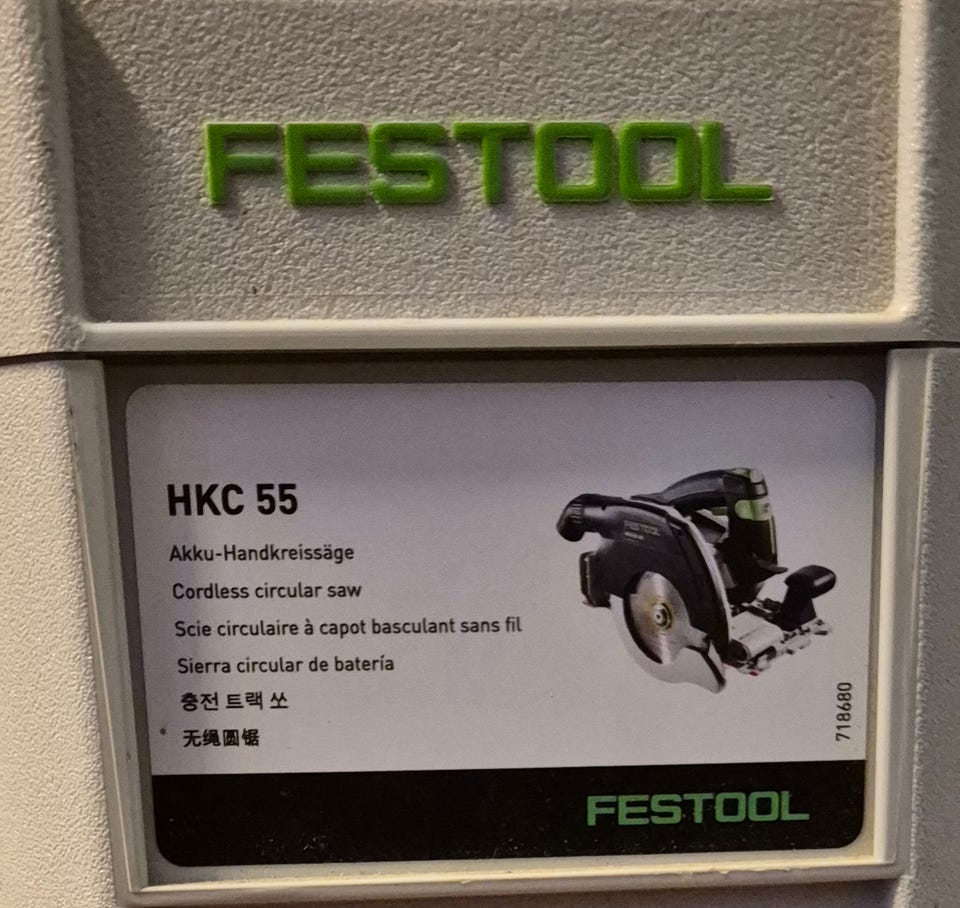 FESTOOL
HKC 55
Akku-Handkreissäge
Cordless circular saw
Scie circulaire à capot basculant sans fil
Sierra circular de batería
충전 트랙 쏘
无绳圆锯
FESTOOL
718680
FESTOOL